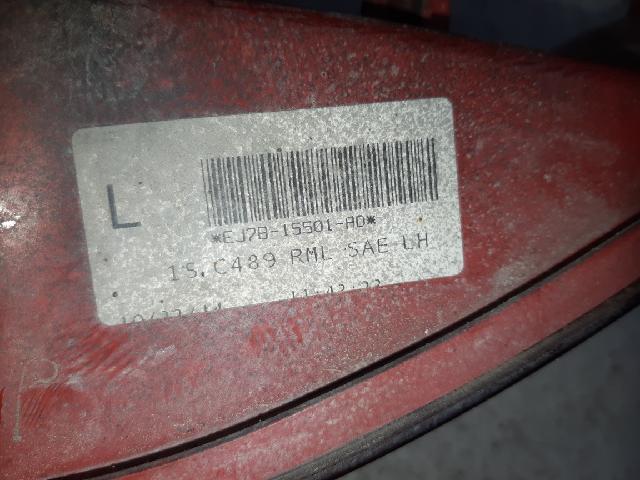 L
*EJ7B-15501-AD*
15.C489 RML SAE LH